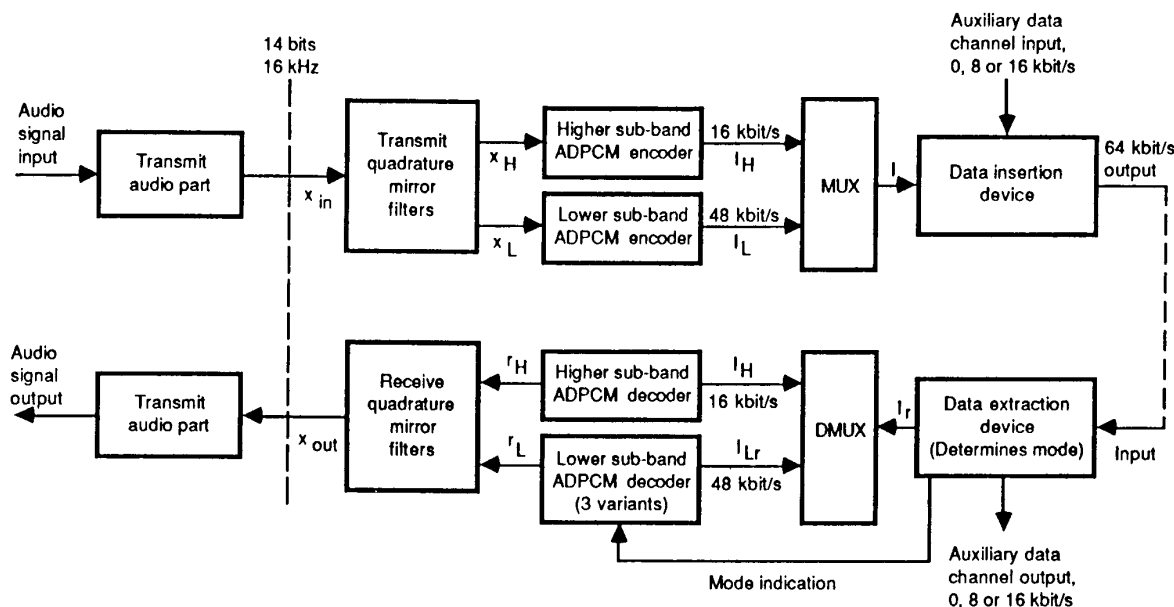 14 bits
16 kHz
Auxiliary data
channel input,
0, 8 or 16 kbit/s
Audio
signal
input
Transmit
audio part
x in
Transmit
quadrature
mirror
filters
x H
x L
Higher sub-band
ADPCM encoder
Lower sub-band
ADPCM encoder
16 kbit/s
I H
48 kbit/s
I L
MUX
I
Data insertion
device
64 kbit/s
output
Audio
signal
output
Transmit
audio part
x out
Receive
quadrature
mirror
filters
r H
r L
Higher sub-band
ADPCM decoder
Lower sub-band
ADPCM decoder
(3 variants)
I H
16 kbit/s
I Lr
48 kbit/s
DMUX
I r
Data extraction
device
(Determines mode)
Input
Mode indication
Auxiliary data
channel output,
0, 8 or 16 kbit/s